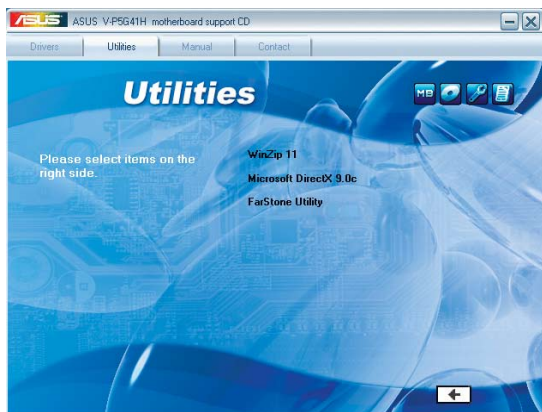 ASUS ASUS V-P5G41H motherboard support CD
Drivers Utilities Manual Contact
Utilities
MB
Please select items on the
right side.
WinZip 11
Microsoft DirectX 9.0c
FarStone Utility